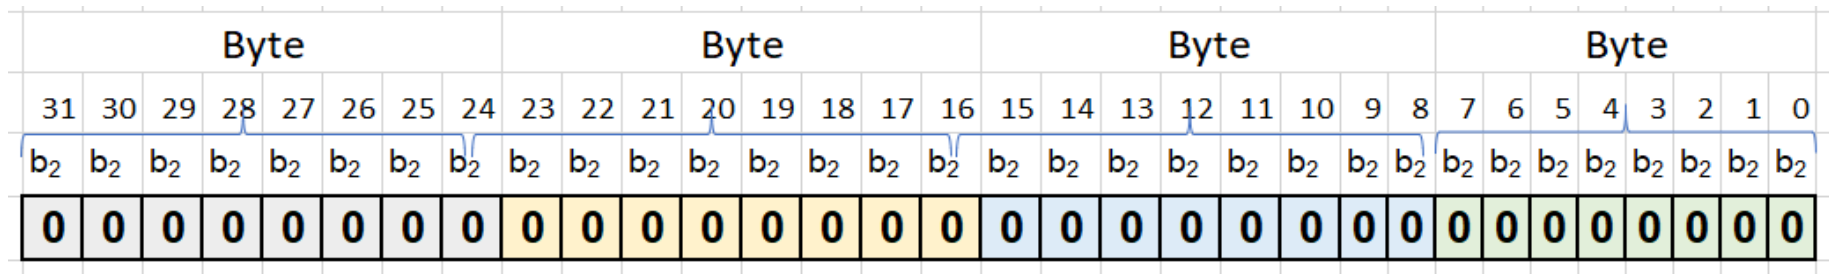 Byte Byte Byte Byte
31 30 29 28 27 26 25 24 23 22 21 20 19 18 17 16 15 14 13 12 11 10 9 8 7 6 5 4 3 2 1 0
b₂ b₂ b₂ b₂ b₂ b₂ b₂ b₂ b₂ b₂ b₂ b₂ b₂ b₂ b₂ b₂ b₂ b₂ b₂ b₂ b₂ b₂ b₂ b₂ b₂ b₂ b₂ b₂ b₂ b₂ b₂ b₂
0 0 0 0 0 0 0 0 0 0 0 0 0 0 0 0 0 0 0 0 0 0 0 0 0 0 0 0 0 0 0 0